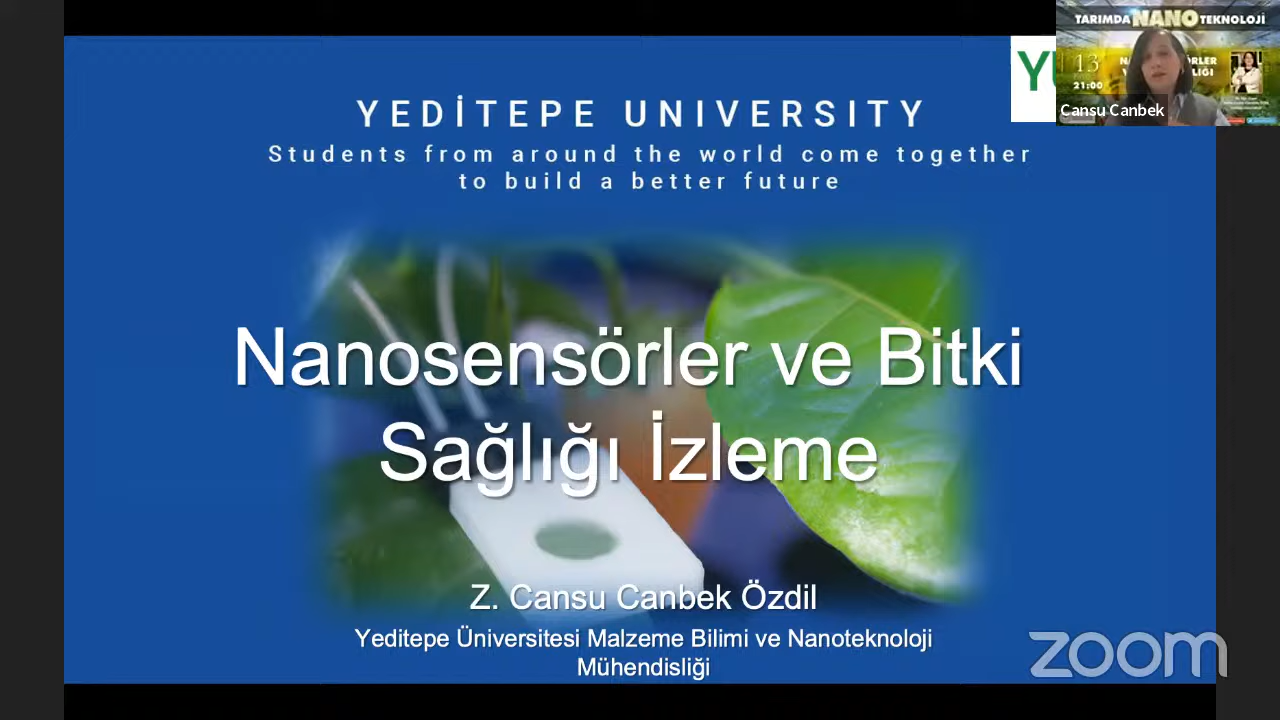 YEDİTEPE UNIVERSITY
Students from around the world come together
to build a better future
Nanosensörler ve Bitki
Sağlığı İzleme
Z. Cansu Canbek Özdil
Yeditepe Üniversitesi Malzeme Bilimi ve Nanoteknoloji
Mühendisliği
TARIMDA NANO TEKNOLOJİ
13
21:00
Cansu Canbek
zoom